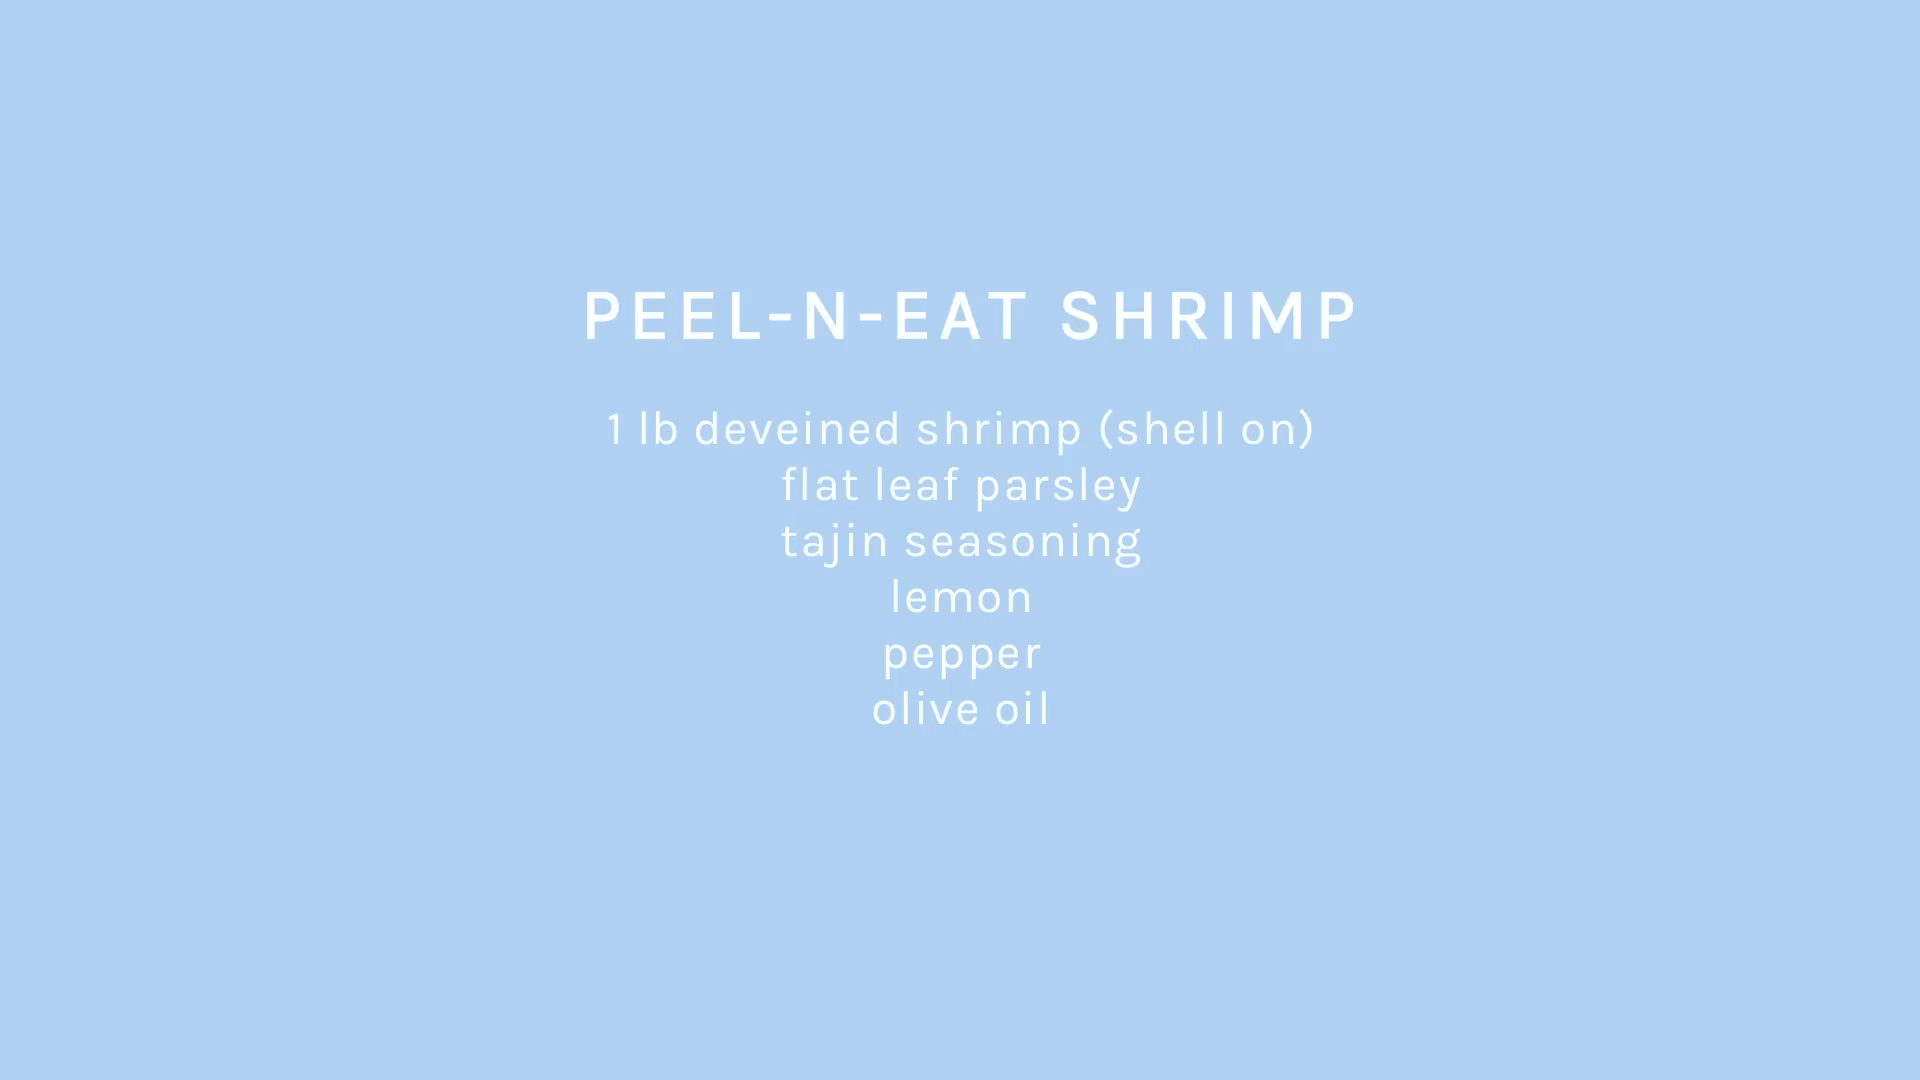 PEEL-N-EAT SHRIMP
1 lb deveined shrimp (shell on)
flat leaf parsley
tajin seasoning
lemon
pepper
olive oil